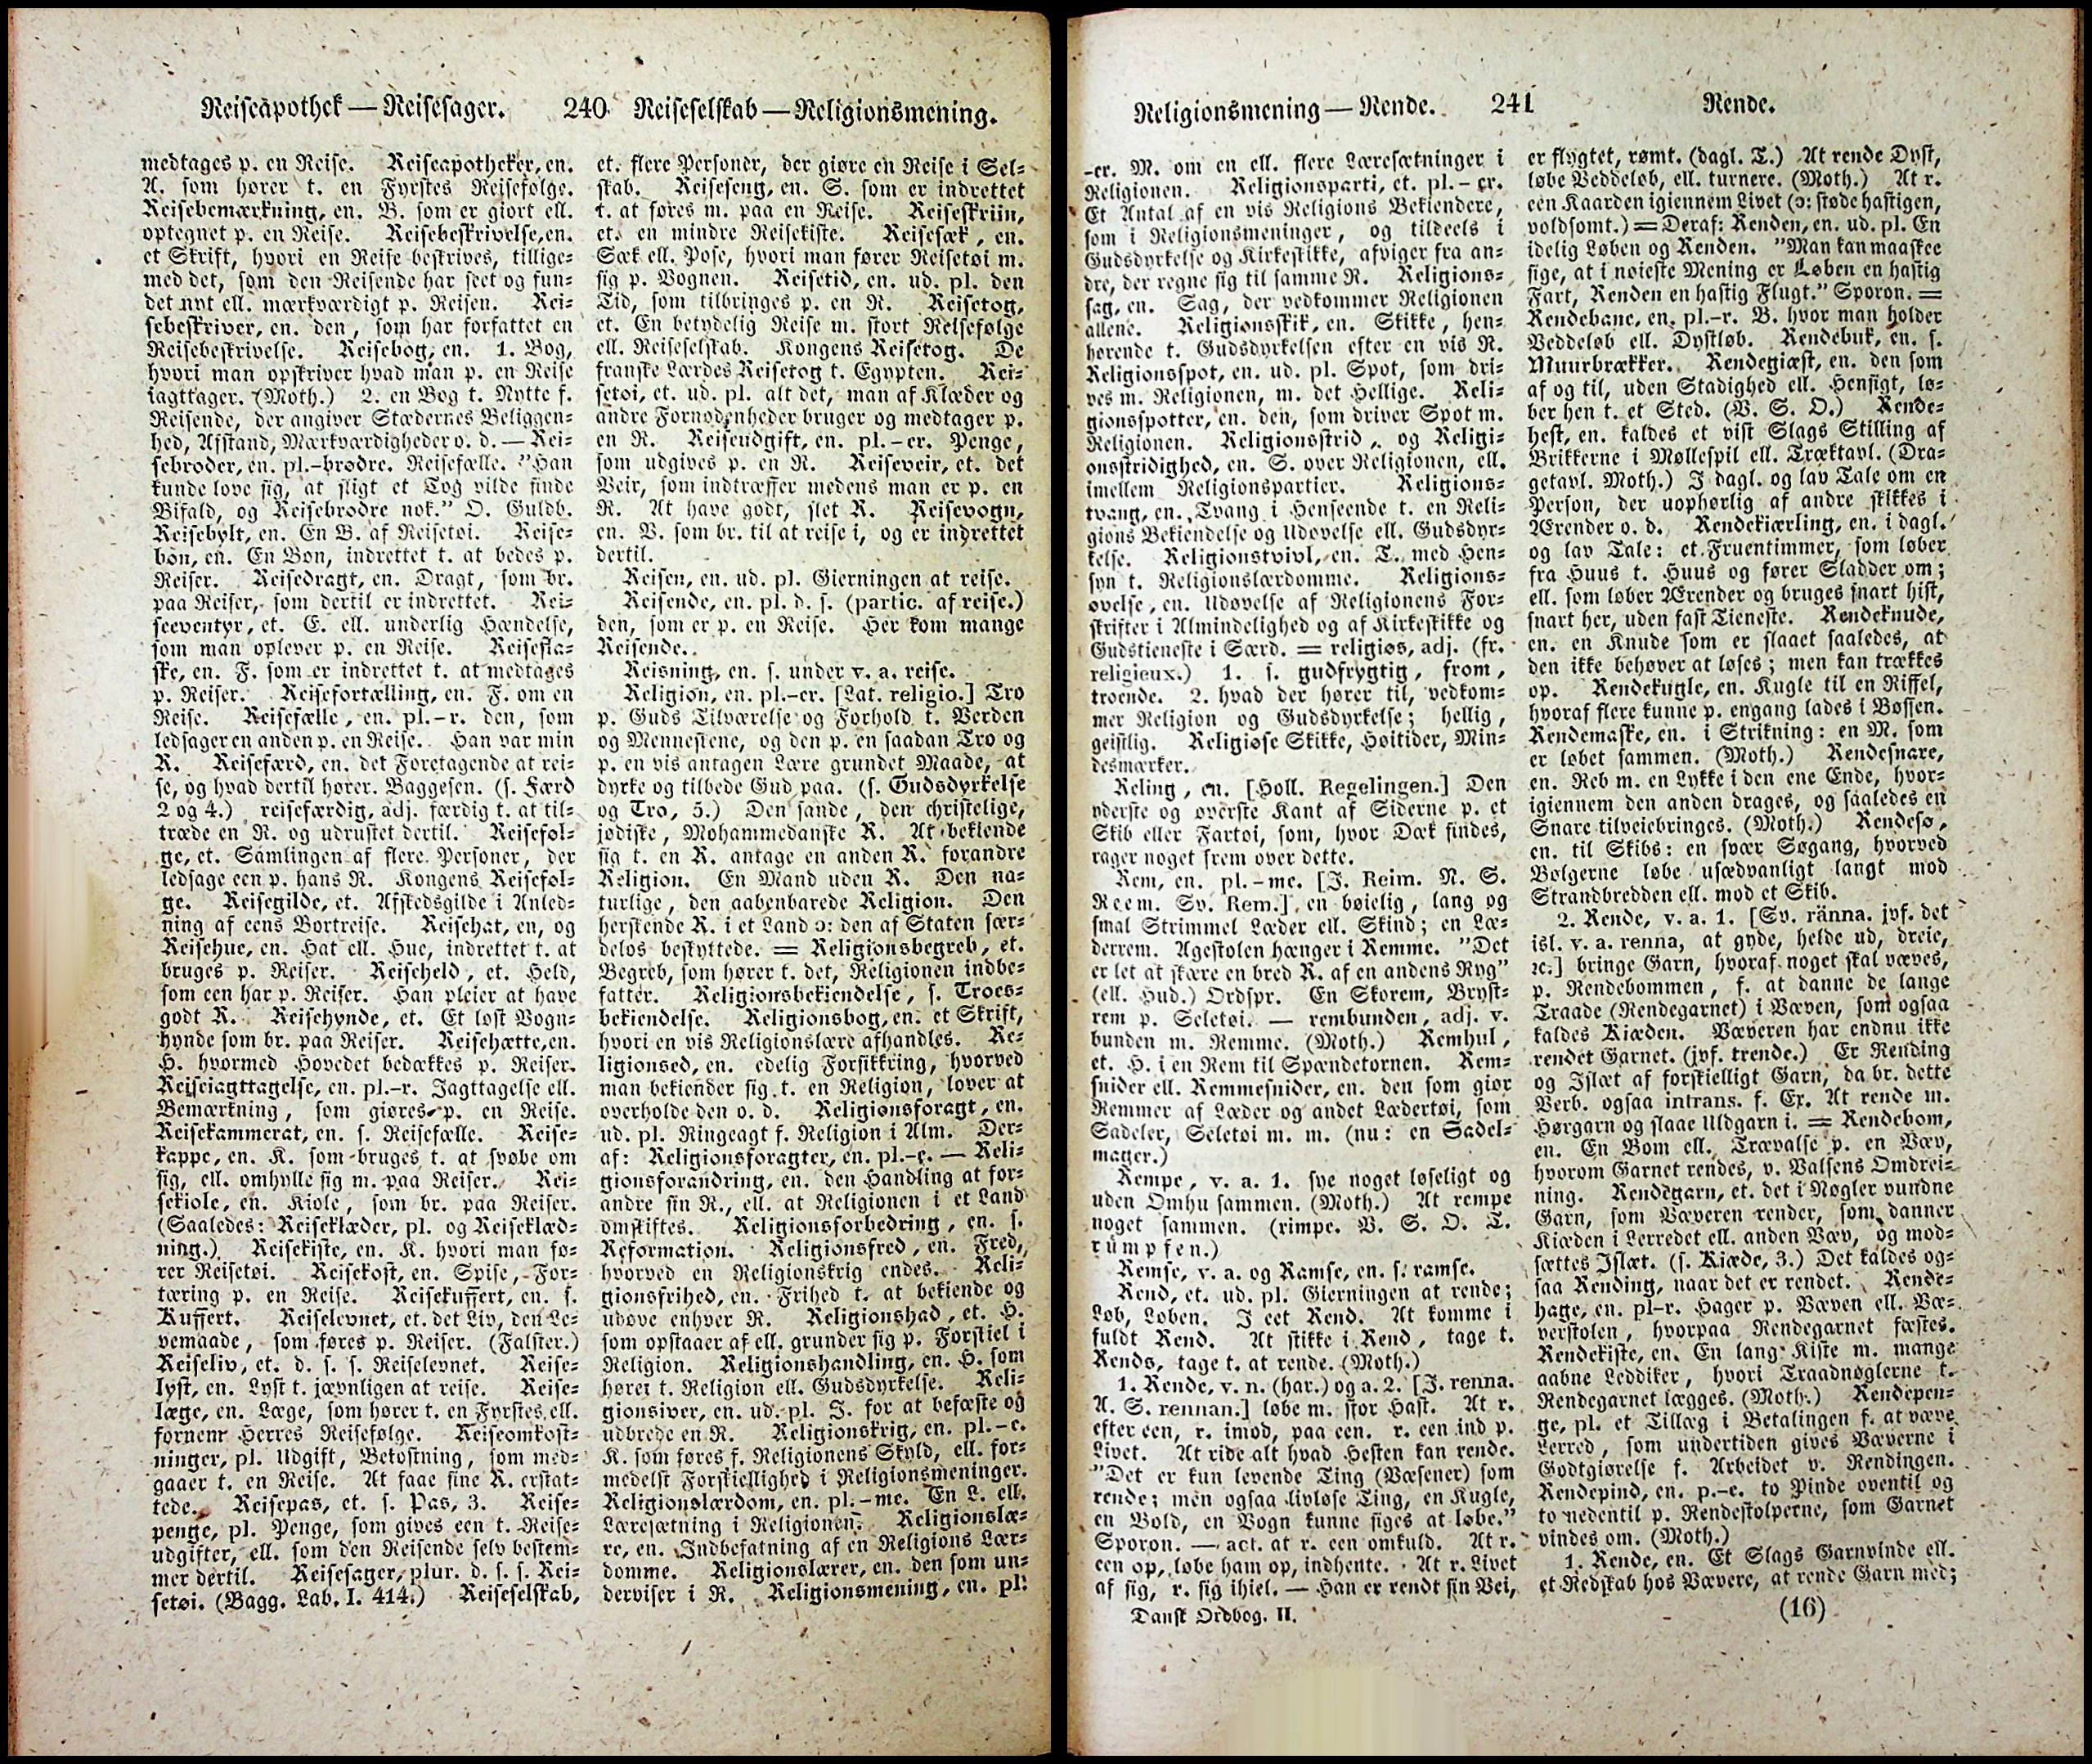 Reiseapothek — Reisesager. 240 Reiseselskab — Religionsmening.
medtages p. en Reise. Reiseapotheker, en.
A. som hører t. en Fyrstes Reisefølge.
Reisebemærkning, en. B. som er giort ell.
optegnet p. en Reise. Reisebeskrivelse, en.
et Skrift, hvori en Reise beskrives, tillige-
med det, som den Reisende har seet og fun-
det nyt ell. mærkværdigt p. Reisen. Rei-
sebeskriver, en. den, som har forfattet en
Reisebeskrivelse. Reisebog, en. 1. Bog,
hvori man opskriver hvad man p. en Reise
iagttager. (Moth.) 2. en Bog t. Nytte f.
Reisende, der angiver Stædernes Beliggen-
hed, Afstand, Mærkværdigheder o. d. — Rei-
sebroder, en. pl.-brødre. Reisefælle. "Han
kunde love sig, at sligt et Tog vilde finde
Bifald, og Reisebrødre nok." O. Guldb.
Reisebylt, en. En B. af Reisetøi. Reise-
bøn, en. En Bøn, indrettet t. at bedes p.
Reiser. Reisedragt, en. Dragt, som br.
paa Reiser, som dertil er indrettet. Rei-
seeventyr, et. E. ell. underlig Hændelse,
som man oplever p. en Reise. Reisefla-
ske, en. F. som er indrettet t. at medtages
p. Reiser. Reisefortælling, en. F. om en
Reise. Reisefælle, en. pl.-r. den, som
ledsager en anden p. en Reise. Han var min
R. Reisefærd, en. det Foretagende at rei-
se, og hvad dertil hører. Baggesen. (s. Færd
2 og 4.) reisefærdig, adj. færdig t. at til-
træde en R. og udrustet dertil. Reiseføl-
ge, et. Samlingen af flere Personer, der
ledsage een p. hans R. Kongens Reiseføl-
ge. Reisegilde, et. Afskedsgilde i Anled-
ning af eens Bortreise. Reisehat, en, og
Reisehue, en. Hat ell. Hue, indrettet t. at
bruges p. Reiser. Reiseheld, et. Held,
som een har p. Reiser. Han pleier at have
godt R. Reisehynde, et. Et løst Vogn-
hynde som br. paa Reiser. Reisehætte, en.
H. hvormed Hovedet bedækkes p. Reiser.
Reiseiagttagelse, en. pl.-r. Jagttagelse ell.
Bemærkning, som giøres p. en Reise.
Reisekammerat, en. s. Reisefælle. Reise-
kappe, en. K. som bruges t. at svøbe om
sig, ell. omhylle sig m. paa Reiser. Rei-
sekiole, en. Kiole, som br. paa Reiser.
(Saaledes: Reiseklæder, pl. og Reiseklæd-
ning.) Reisekiste, en. K. hvori man fø-
rer Reisetøi. Reisekost, en. Spise, For-
tæring p. en Reise. Reisekuffert, en. s.
Kuffert. Reiselevnet, et. det Liv, den Le-
vemaade, som føres p. Reiser. (Falster.)
Reiseliv, et. d. s. s. Reiselevnet. Reise-
lyst, en. Lyst t. jævnligen at reise. Reise-
læge, en. Læge, som hører t. en Fyrstes ell.
fornem Herres Reisefølge. Reiseomkost-
ninger, pl. Udgift, Bekostning, som med-
gaaer t. en Reise. At faae sine R. erstat-
tede. Reisepas, et. s. Pas, 3. Reise-
penge, pl. Penge, som gives een t. Reise-
udgifter, ell. som den Reisende selv bestem-
mer dertil. Reisesager, plur. d. s. s. Rei-
setøi. (Bagg. Lab. I. 414.) Reiseselskab,
et. flere Personer, der giøre en Reise i Sel-
skab. Reiseseng, en. S. som er indrettet
t. at føres m. paa en Reise. Reiseskriin,
et. en mindre Reisekiste. Reisesæk, en.
Sæk ell. Pose, hvori man fører Reisetøi m.
sig p. Vognen. Reisetid, en. ud. pl. den
Tid, som tilbringes p. en R. Reisetog,
et. En betydelig Reise m. stort Reisefølge
ell. Reiseselskab. Kongens Reisetog. De
franske Lærdes Reisetog t. Egypten. Rei-
setøi, et. ud. pl. alt det, man af Klæder og
andre Fornødenheder bruger og medtager p.
en R. Reiseudgift, en. pl.-er. Penge,
som udgives p. en R. Reiseveir, et. det
Veir, som indtræffer medens man er p. en
R. At have godt, slet R. Reisevogn,
en. V. som br. til at reise i, og er indrettet
dertil.
Reisen, en. ud. pl. Gierningen at reise.
Reisende, en. pl. d. s. (partic. af reise.)
den, som er p. en Reise. Her kom mange
Reisende.
Reisning, en. s. under v. a. reise.
Religion, en. pl.-er. [Lat. religio.] Tro
p. Guds Tilværelse og Forhold t. Verden
og Menneskene, og den p. en saadan Tro og
p. en vis antagen Lære grundet Maade, at
dyrke og tilbede Gud paa. (s. Gudsdyrkelse
og Tro, 5.) Den sande, den christelige,
jødiske, Mohammedanske R. At bekiende
sig t. en R. antage en anden R. forandre
Religion. En Mand uden R. Den na-
turlige, den aabenbarede Religion. Den
herskende R. i et Land ɔ: den af Staten sær-
deles beskyttede. = Religionsbegreb, et.
Begreb, som hører t. det, Religionen indbe-
fatter. Religionsbekiendelse, s. Troes-
bekiendelse. Religionsbog, en. et Skrift,
hvori en vis Religionslære afhandles. Re-
ligionsed, en. edelig Forsikkring, hvorved
man bekiender sig t. en Religion, lover at
overholde den o. d. Religionsforagt, en.
ud. pl. Ringeagt f. Religion i Alm. Der-
af: Religionsforagter, en. pl.-e. — Reli-
gionsforandring, en. den Handling at for-
andre sin R., ell. at Religionen i et Land
omskiftes. Religionsforbedring, en. s.
Reformation. Religionsfred, en. Fred,
hvorved en Religionskrig endes. Reli-
gionsfrihed, en. Frihed t. at bekiende og
udøve enhver R. Religionshad, et. H.
som opstaaer af ell. grunder sig p. Forskiel i
Religion. Religionshandling, en. H. som
hører t. Religion ell. Gudsdyrkelse. Reli-
gionsiver, en. ud. pl. I. for at befæste og
udbrede en R. Religionskrig, en. pl.-e.
K. som føres f. Religionens Skyld, ell. for-
medelst Forskiellighed i Religionsmeninger.
Religionslærdom, en. pl.-me. En L. ell.
Læresætning i Religionen. Religionslæ-
re, en. Indbefatning af en Religions Lær-
domme. Religionslærer, en. den som un-
derviser i R. Religionsmening, en. pl.
Religionsmening — Rende. 241 Rende.
-er. M. om en ell. flere Læresætninger i
Religionen. Religionsparti, et. pl.-er.
Et Antal af en vis Religions Bekiendere,
som i Religionsmeninger, og tildeels i
Gudsdyrkelse og Kirkeskikke, afviger fra an-
dre, der regne sig til samme R. Religions-
sag, en. Sag, der vedkommer Religionen
allene. Religionsskik, en. Skikke, hen-
hørende t. Gudsdyrkelsen efter en vis R.
Religionsspot, en. ud. pl. Spot, som dri-
ves m. Religionen, m. det Hellige. Reli-
gionsspotter, en. den, som driver Spot m.
Religionen. Religionsstrid, og Religi-
onsstridighed, en. S. over Religionen, ell.
imellem Religionspartier. Religions-
tvang, en. Tvang i Henseende t. en Reli-
gions Bekiendelse og Udøvelse ell. Gudsdyr-
kelse. Religionstvivl, en. T. med Hen-
syn t. Religionslærdomme. Religions-
øvelse, en. Udøvelse af Religionens For-
skrifter i Almindelighed og af Kirkeskikke og
Gudstieneste i Særd. = religiøs, adj. (fr.
religieux.) 1. s. gudfrygtig, from,
troende. 2. hvad der hører til, vedkom-
mer Religion og Gudsdyrkelse; hellig,
geistlig. Religiøse Skikke, Høitider, Min-
desmærker.
Reling, en. [Holl. Regelingen.] Den
yderste og øverste Kant af Siderne p. et
Skib eller Fartøi, som, hvor Dæk findes,
rager noget frem over dette.
Rem, en. pl.-me. [I. Reim. N. S.
Reem. Sv. Rem.] en bøielig, lang og
smal Strimmel Læder ell. Skind; en Læ-
derrem. Agestolen hænger i Remme. "Det
er let at skære en bred R. af en andens Ryg"
(ell. Hud.) Ordspr. En Skorem, Bryst-
rem p. Seletøi. — rembunden, adj. v.
bunden m. Remme. (Moth.) Remhul,
et. H. i en Rem til Spændetornen. Rem-
snider ell. Remmesnider, en. den som giør
Remmer af Læder og andet Lædertøi, som
Sadeler, Seletøi m. m. (nu: en Sadel-
mager.)
Rempe, v. a. 1. sye noget løseligt og
uden Omhu sammen. (Moth.) At rempe
noget sammen. (rimpe. V. S. O. T.
rümpfen.)
Remse, v. a. og Ramse, en. s. ramse.
Rend, et. ud. pl. Gierningen at rende;
Løb, Løben. I eet Rend. At komme i
fuldt Rend. At stikke i Rend, tage t.
Rends, tage t. at rende. (Moth.)
1. Rende, v. n. (har.) og a. 2. [I. renna.
A. S. rennan.] løbe m. stor Hast. At r.
efter een, r. imod, paa een. r. een ind p.
Livet. At ride alt hvad Hesten kan rende.
"Det er kun levende Ting (Væsener) som
rende; men ogsaa livløse Ting, en Kugle,
en Bold, en Vogn kunne siges at løbe."
Sporon. — act. at r. een omkuld. At r.
een op, løbe ham op, indhente. At r. Livet
af sig, r. sig ihiel. — Han er rendt sin Vei,
Dansk Ordbog. II.
er flygtet, rømt. (dagl. T.) At rende Dyst,
løbe Veddeløb, ell. turnere. (Moth.) At r.
een Kaarden igiennem Livet (ɔ: støde hastigen,
voldsomt.) = Deraf: Renden, en. ud. pl. En
idelig Løben og Renden. "Man kan maaskee
sige, at i nøieste Mening er Løben en hastig
Fart, Renden en hastig Flugt." Sporon. =
Rendebane, en. pl.-r. B. hvor man holder
Veddeløb ell. Dystløb. Rendebuk, en. s.
Muurbrækker. Rendegiæst, en. den som
af og til, uden Stadighed ell. Hensigt, lø-
ber hen t. et Sted. (V. S. O.) Rende-
hest, en. kaldes et vist Slags Stilling af
Brikkerne i Møllespil ell. Træktavl. (Dra-
getavl. Moth.) I dagl. og lav Tale om en
Person, der uophørlig af andre skikkes i
Ærender o. d. Rendekiærling, en. i dagl.
og lav Tale: et Fruentimmer, som løber
fra Huus t. Huus og fører Sladder om;
ell. som løber Ærender og bruges snart hist,
snart her, uden fast Tieneste. Rendeknude,
en. en Knude som er slaaet saaledes, at
den ikke behøver at løses; men kan trækkes
op. Rendekugle, en. Kugle til en Riffel,
hvoraf flere kunne p. engang lades i Bøssen.
Rendemaske, en. i Strikning: en M. som
er løbet sammen. (Moth.) Rendesnare,
en. Reb m. en Lykke i den ene Ende, hvor-
igiennem den anden drages, og saaledes en
Snare tilveiebringes. (Moth.) Rendesø,
en. til Skibs: en svær Søgang, hvorved
Bølgerne løbe usædvanligt langt mod
Strandbredden ell. mod et Skib.
2. Rende, v. a. 1. [Sv. ränna. jvf. det
isl. v. a. renna, at gyde, helde ud, dreie,
ꝛc.] bringe Garn, hvoraf noget skal væves,
p. Rendebommen, f. at danne de lange
Traade (Rendegarnet) i Væven, som ogsaa
kaldes Kiæden. Væveren har endnu ikke
rendet Garnet. (jvf. trende.) Er Rending
og Islæt af forskielligt Garn, da br. dette
Verb. ogsaa intrans. f. Ex. At rende m.
Hørgarn og slaae Uldgarn i. = Rendebom,
en. En Bom ell. Trævalse p. en Væv,
hvorom Garnet rendes, v. Valsens Omdrei-
ning. Rendegarn, et. det i Nøgler vundne
Garn, som Væveren render, som danner
Kiæden i Lerredet ell. anden Væv, og mod-
sættes Islæt. (s. Kiæde, 3.) Det kaldes og-
saa Rending, naar det er rendet. Rende-
hage, en. pl-r. Hager p. Væven ell. Væ-
verstolen, hvorpaa Rendegarnet fæstes.
Rendekiste, en. En lang Kiste m. mange
aabne Leddiker, hvori Traadnøglerne t.
Rendegarnet lægges. (Moth.) Rendepen-
ge, pl. et Tillæg i Betalingen f. at væve
Lerred, som undertiden gives Væverne i
Godtgiørelse f. Arbeidet v. Rendingen.
Rendepind, en. p.-e. to Pinde oventil og
to nedentil p. Rendestolperne, som Garnet
vindes om. (Moth.)
1. Rende, en. Et Slags Garnvinde ell.
et Redskab hos Vævere, at rende Garn med;
(16)